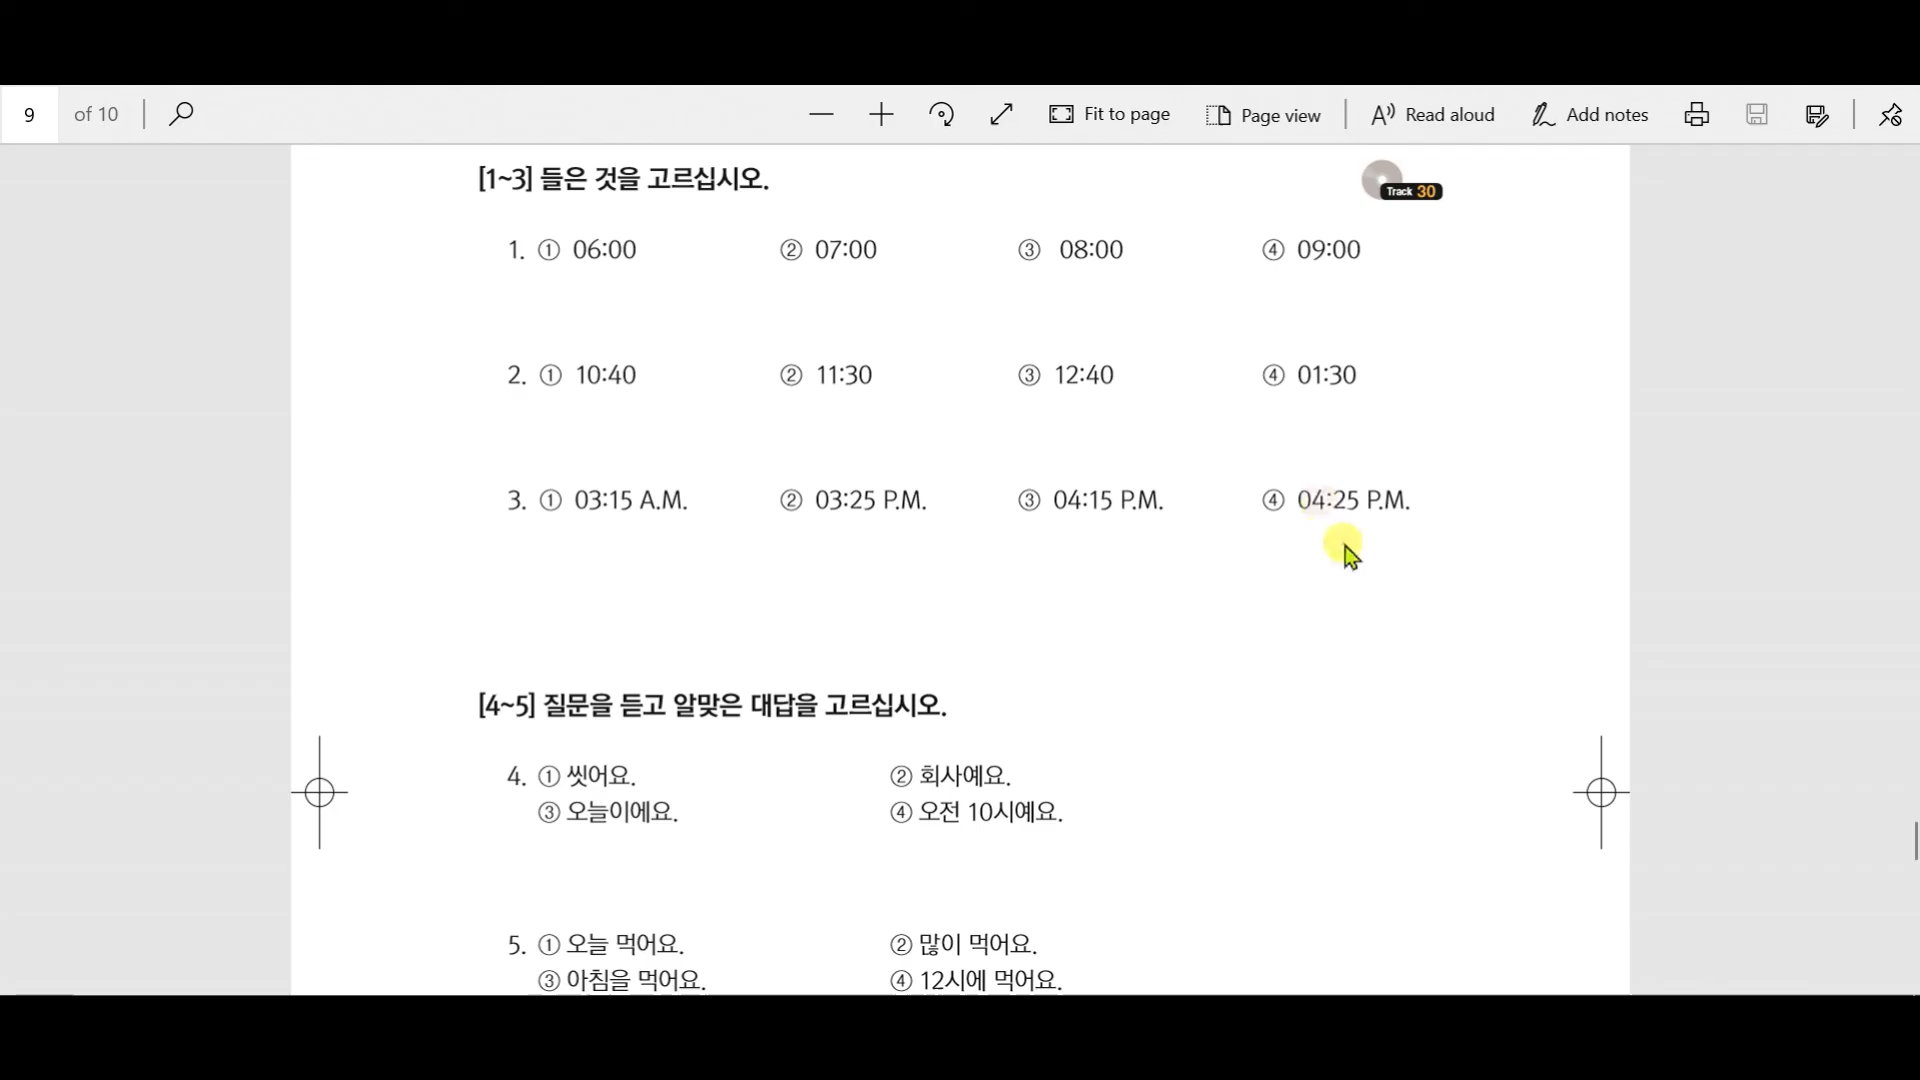 9 of 10 Fit to page Page view Read aloud Add notes
[1~3] 들은 것을 고르십시오. Track 30
1. ① 06:00 ② 07:00 ③ 08:00 ④ 09:00
2. ① 10:40 ② 11:30 ③ 12:40 ④ 01:30
3. ① 03:15 A.M. ② 03:25 P.M. ③ 04:15 P.M. ④ 04:25 P.M.
[4~5] 질문을 듣고 알맞은 대답을 고르십시오.
4. ① 씻어요. ② 회사예요.
③ 오늘이에요. ④ 오전 10시예요.
5. ① 오늘 먹어요. ② 많이 먹어요.
③ 아침을 먹어요. ④ 12시에 먹어요.